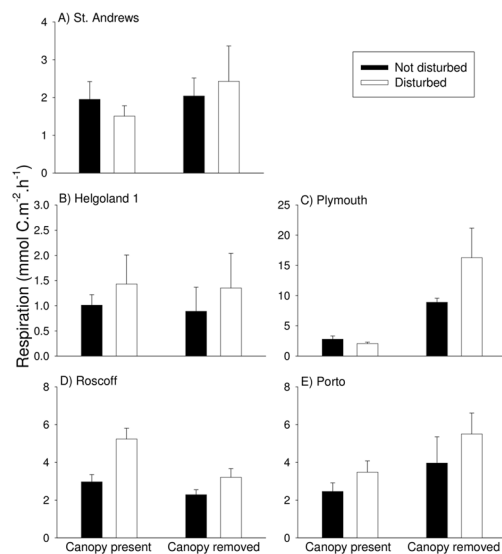 A) St. Andrews
4
3
2
1
0
Not disturbed
Disturbed
Respiration (mmol C.m-2.h-1)
B) Helgoland 1
3.0
2.5
2.0
1.5
1.0
0.5
0.0
C) Plymouth
25
20
15
10
5
0
D) Roscoff
8
6
4
2
0
Canopy present Canopy removed
E) Porto
8
6
4
2
0
Canopy present Canopy removed